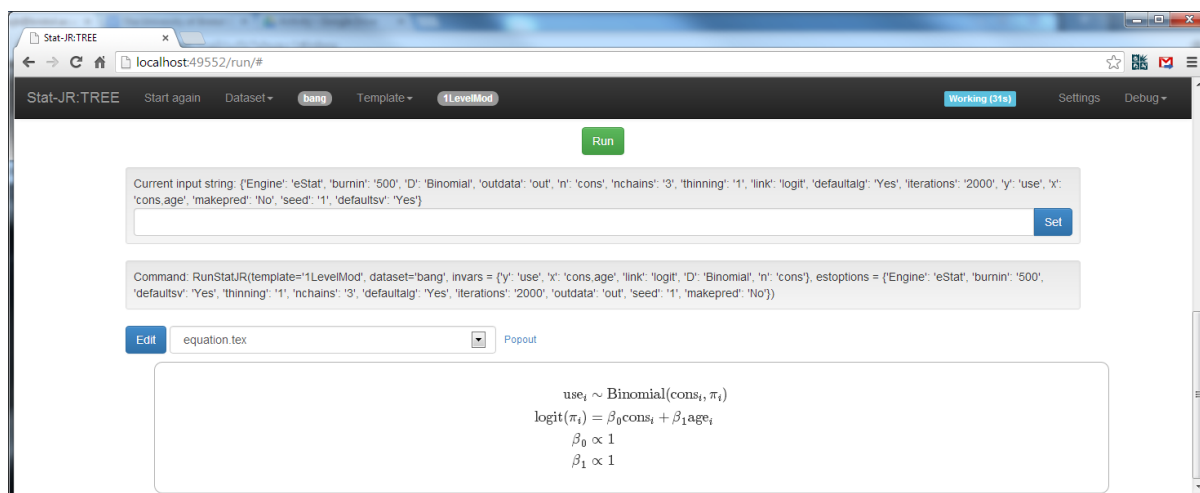 Stat-JR:TREE
localhost:49552/run/#
Stat-JR:TREE Start again Dataset bang Template 1LevelMod Working (31s) Settings Debug
Run
Current input string: {'Engine': 'eStat', 'burnin': '500', 'D': 'Binomial', 'outdata': 'out', 'n': 'cons', 'nchains': '3', 'thinning': '1', 'link': 'logit', 'defaultalg': 'Yes', 'iterations': '2000', 'y': 'use', 'x':
'cons,age', 'makepred': 'No', 'seed': '1', 'defaultsv': 'Yes'}
Set
Command: RunStatJR(template='1LevelMod', dataset='bang', invars = {'y': 'use', 'x': 'cons,age', 'link': 'logit', 'D': 'Binomial', 'n': 'cons'}, estoptions = {'Engine': 'eStat', 'burnin': '500',
'defaultsv': 'Yes', 'thinning': '1', 'nchains': '3', 'defaultalg': 'Yes', 'iterations': '2000', 'outdata': 'out', 'seed': '1', 'makepred': 'No'})
Edit equation.tex Popout
useᵢ ∼ Binomial(consᵢ, πᵢ)
logit(πᵢ) = β₀consᵢ + β₁ageᵢ
β₀ ∝ 1
β₁ ∝ 1